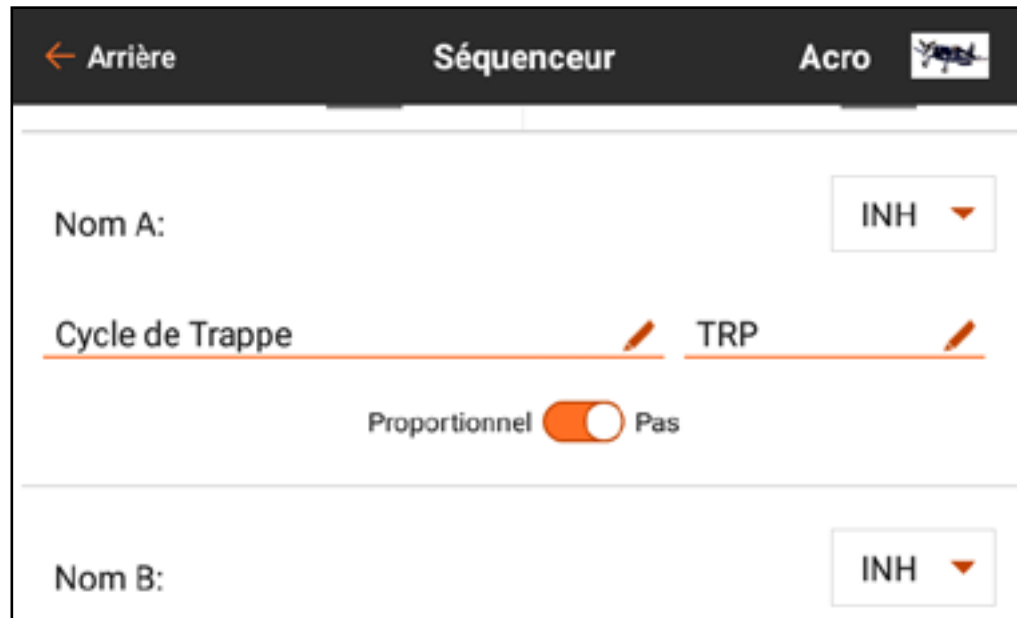 Arrière Séquenceur Acro
Nom A: INH
Cycle de Trappe TRP
Proportionnel Pas
Nom B: INH